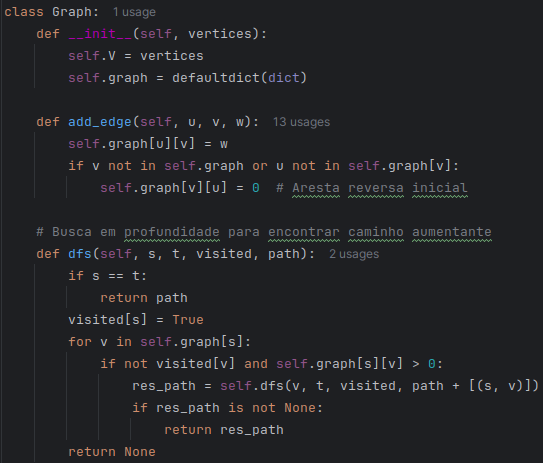 class Graph:  1 usage
    def __init__(self, vertices):
        self.V = vertices
        self.graph = defaultdict(dict)

    def add_edge(self, u, v, w):  13 usages
        self.graph[u][v] = w
        if v not in self.graph or u not in self.graph[v]:
            self.graph[v][u] = 0  # Aresta reversa inicial

    # Busca em profundidade para encontrar caminho aumentante
    def dfs(self, s, t, visited, path):  2 usages
        if s == t:
            return path
        visited[s] = True
        for v in self.graph[s]:
            if not visited[v] and self.graph[s][v] > 0:
                res_path = self.dfs(v, t, visited, path + [(s, v)])
                if res_path is not None:
                    return res_path
        return None